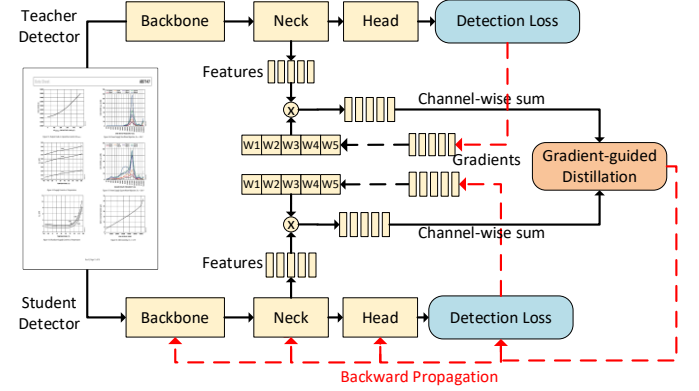 Teacher
Detector
Backbone
Neck
Head
Detection Loss
Features
x
Channel-wise sum
W1 W2 W3 W4 W5
Gradients
Gradient-guided
Distillation
W1 W2 W3 W4 W5
x
Channel-wise sum
Features
Student
Detector
Backbone
Neck
Head
Detection Loss
Backward Propagation